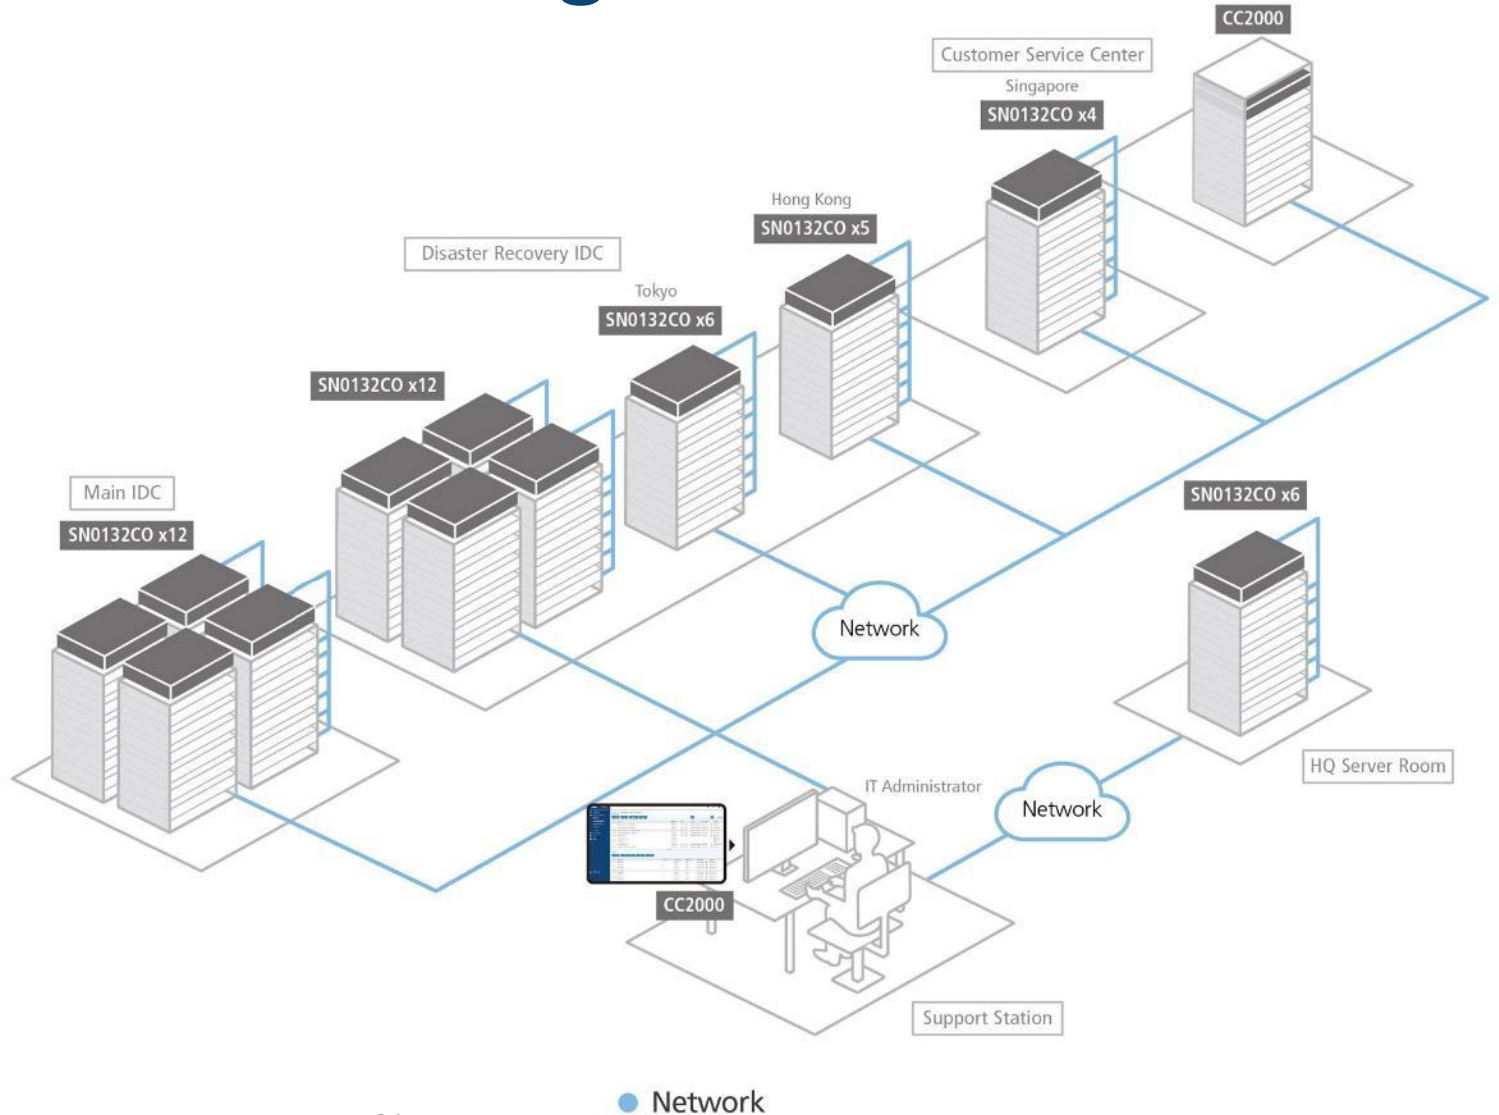 CC2000
Customer Service Center
Singapore
SN0132CO x4
Hong Kong
SN0132CO x5
Disaster Recovery IDC
Tokyo
SN0132CO x6
SN0132CO x12
Main IDC
SN0132CO x12
SN0132CO x6
Network
HQ Server Room
IT Administrator
Network
CC2000
Support Station
Network